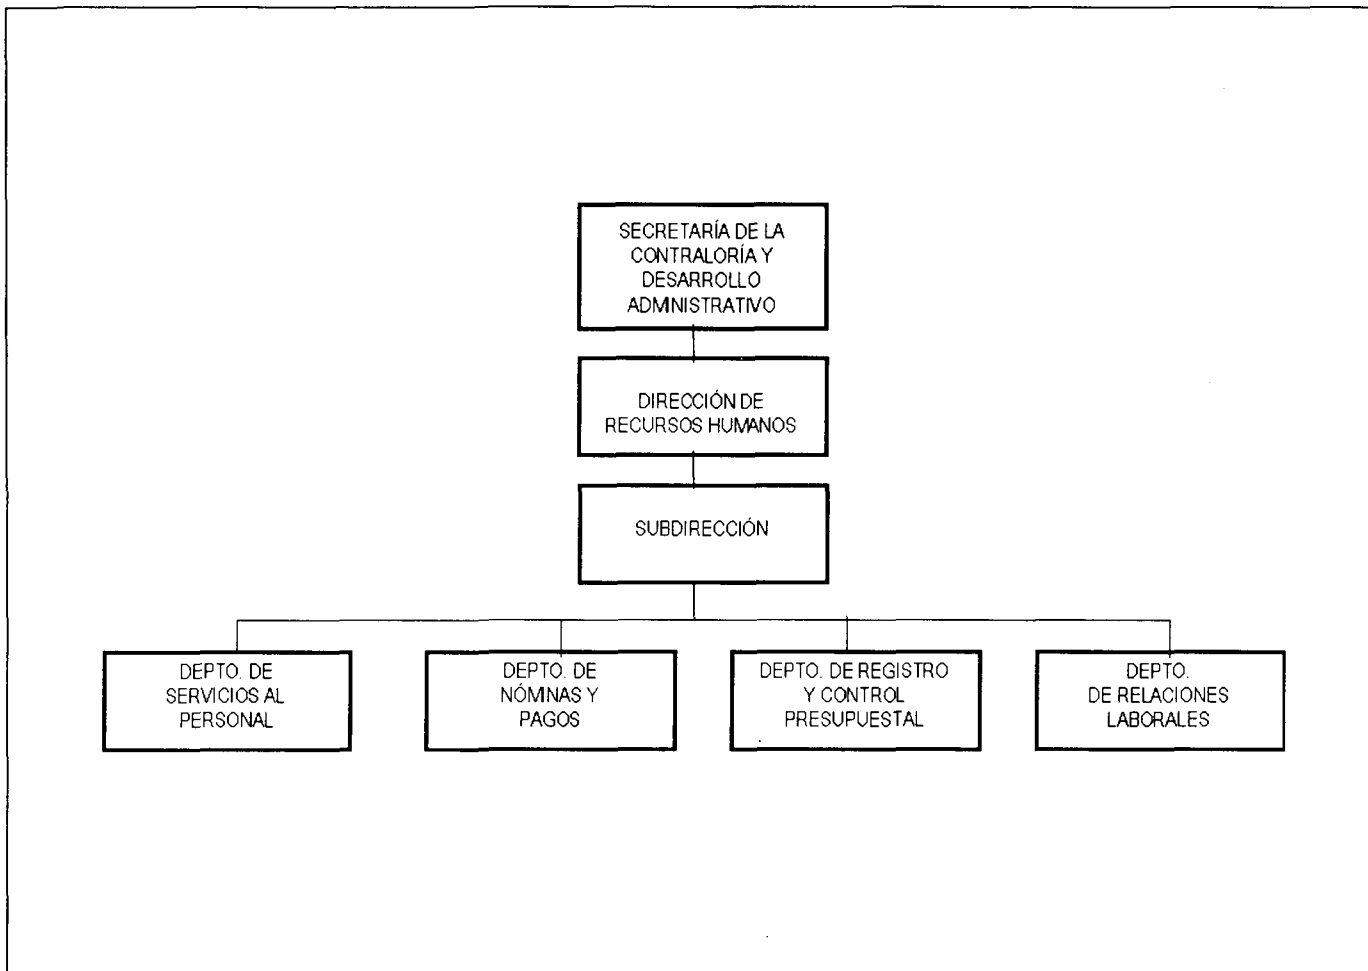 SECRETARÍA DE LA
CONTRALORÍA Y
DESARROLLO
ADMINISTRATIVO
DIRECCIÓN DE
RECURSOS HUMANOS
SUBDIRECCIÓN
DEPTO. DE
SERVICIOS AL
PERSONAL
DEPTO. DE
NÓMINAS Y
PAGOS
DEPTO. DE REGISTRO
Y CONTROL
PRESUPUESTAL
DEPTO.
DE RELACIONES
LABORALES